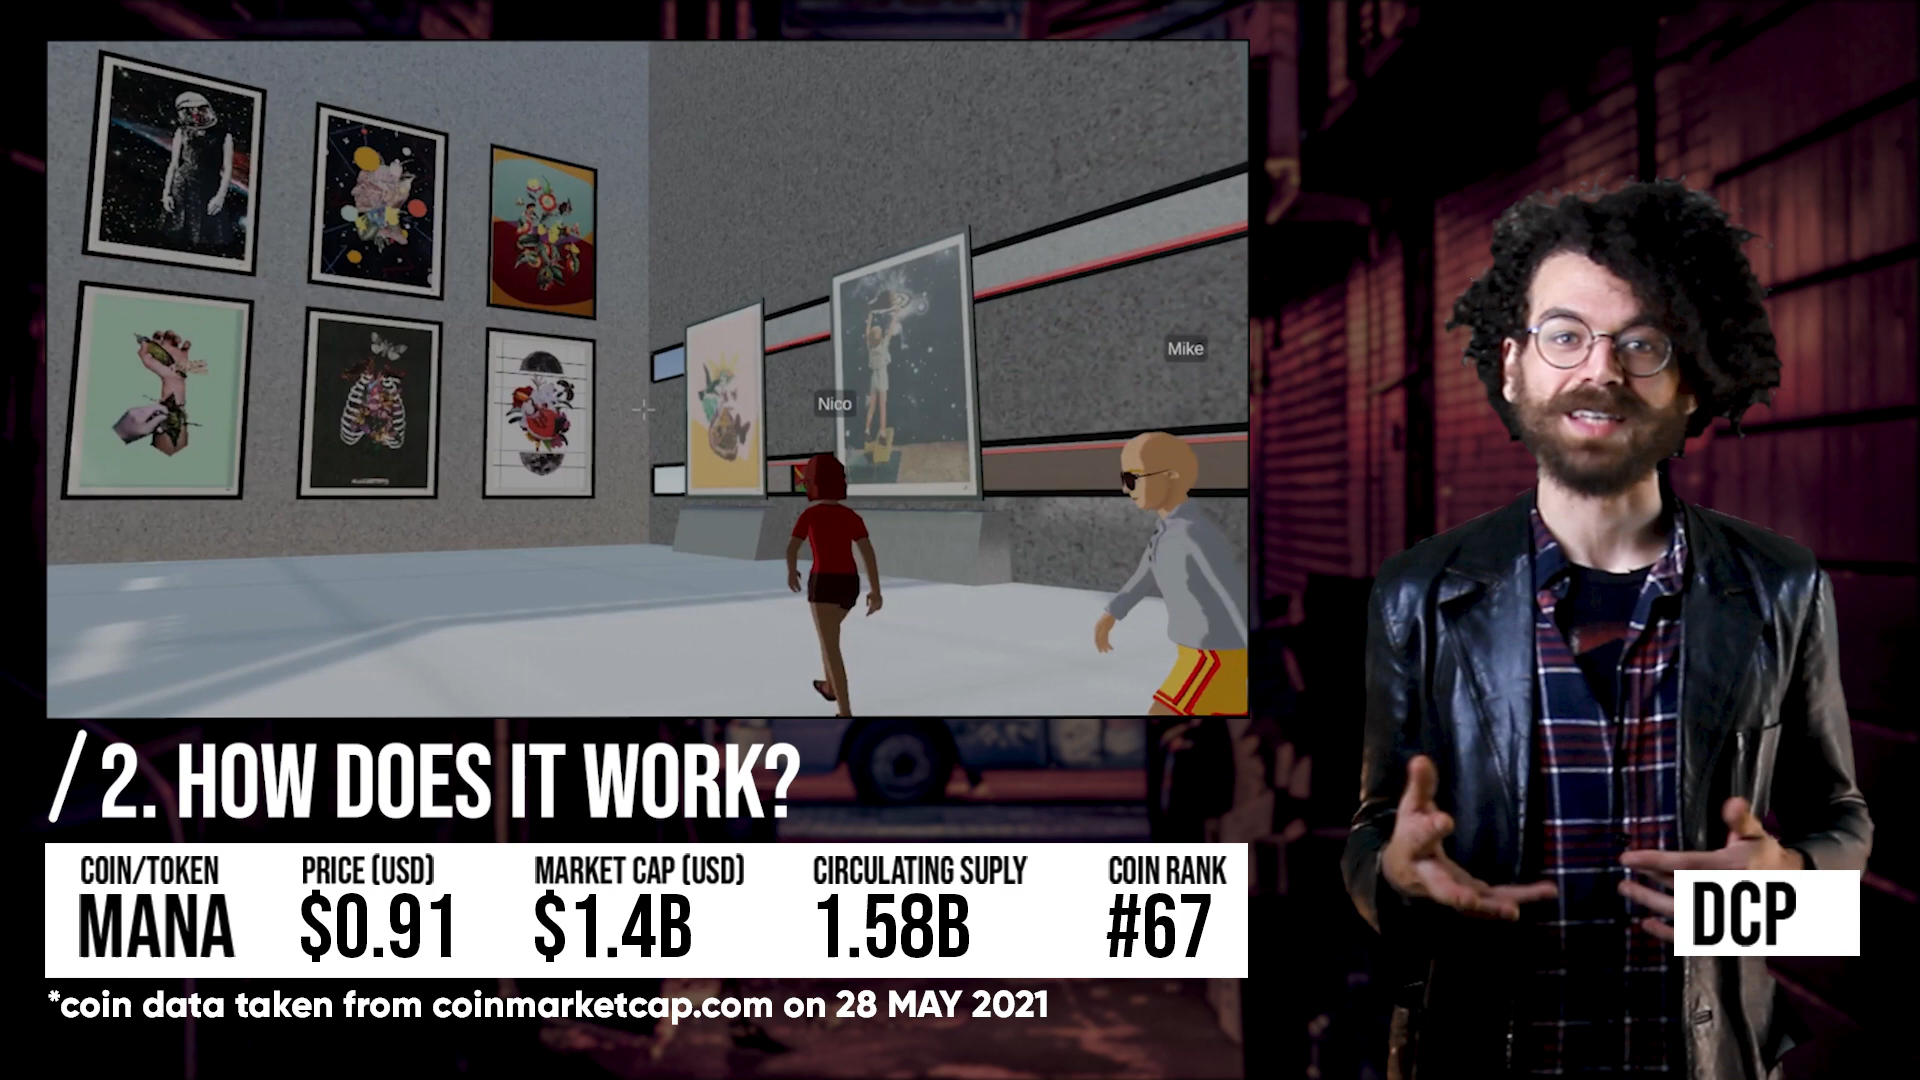 Mike
Nico
/ 2. HOW DOES IT WORK?
COIN/TOKEN PRICE (USD) MARKET CAP (USD) CIRCULATING SUPLY COIN RANK
MANA $0.91 $1.4B 1.58B #67
DCP
*coin data taken from coinmarketcap.com on 28 MAY 2021